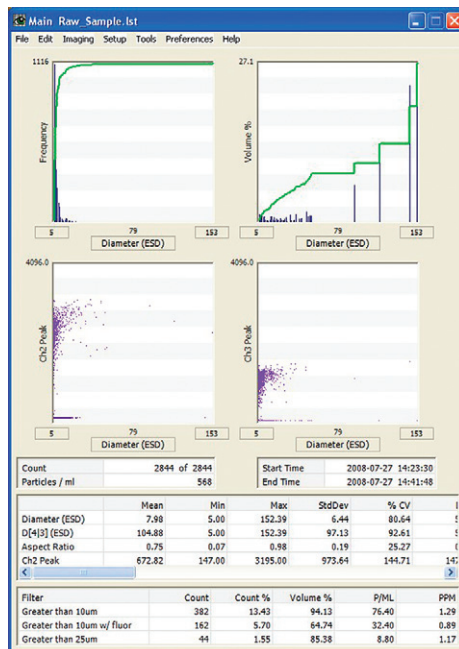 Main Raw_Sample.lst
File Edit Imaging Setup Tools Preferences Help
1116
Frequency
5 79 153
Diameter (ESD)
27.1
Volume %
5 79 153
Diameter (ESD)
4096.0
Ch2 Peak
5 79 153
Diameter (ESD)
4096.0
Ch3 Peak
5 79 153
Diameter (ESD)
Count 2844 of 2844
Particles / ml 568
Start Time 2008-07-27 14:23:30
End Time 2008-07-27 14:41:48
Mean Min Max StdDev % CV
Diameter (ESD) 7.98 5.00 152.39 6.44 80.64
D[4|3] (ESD) 104.88 5.00 152.39 97.13 92.61
Aspect Ratio 0.75 0.07 0.98 0.19 25.27
Ch2 Peak 672.82 147.00 3195.00 973.64 144.71 147
Filter Count Count % Volume % P/ML PPM
Greater than 10um 382 13.43 94.13 76.40 1.29
Greater than 10um w/ fluor 162 5.70 64.74 32.40 0.89
Greater than 25um 44 1.55 85.38 8.80 1.17